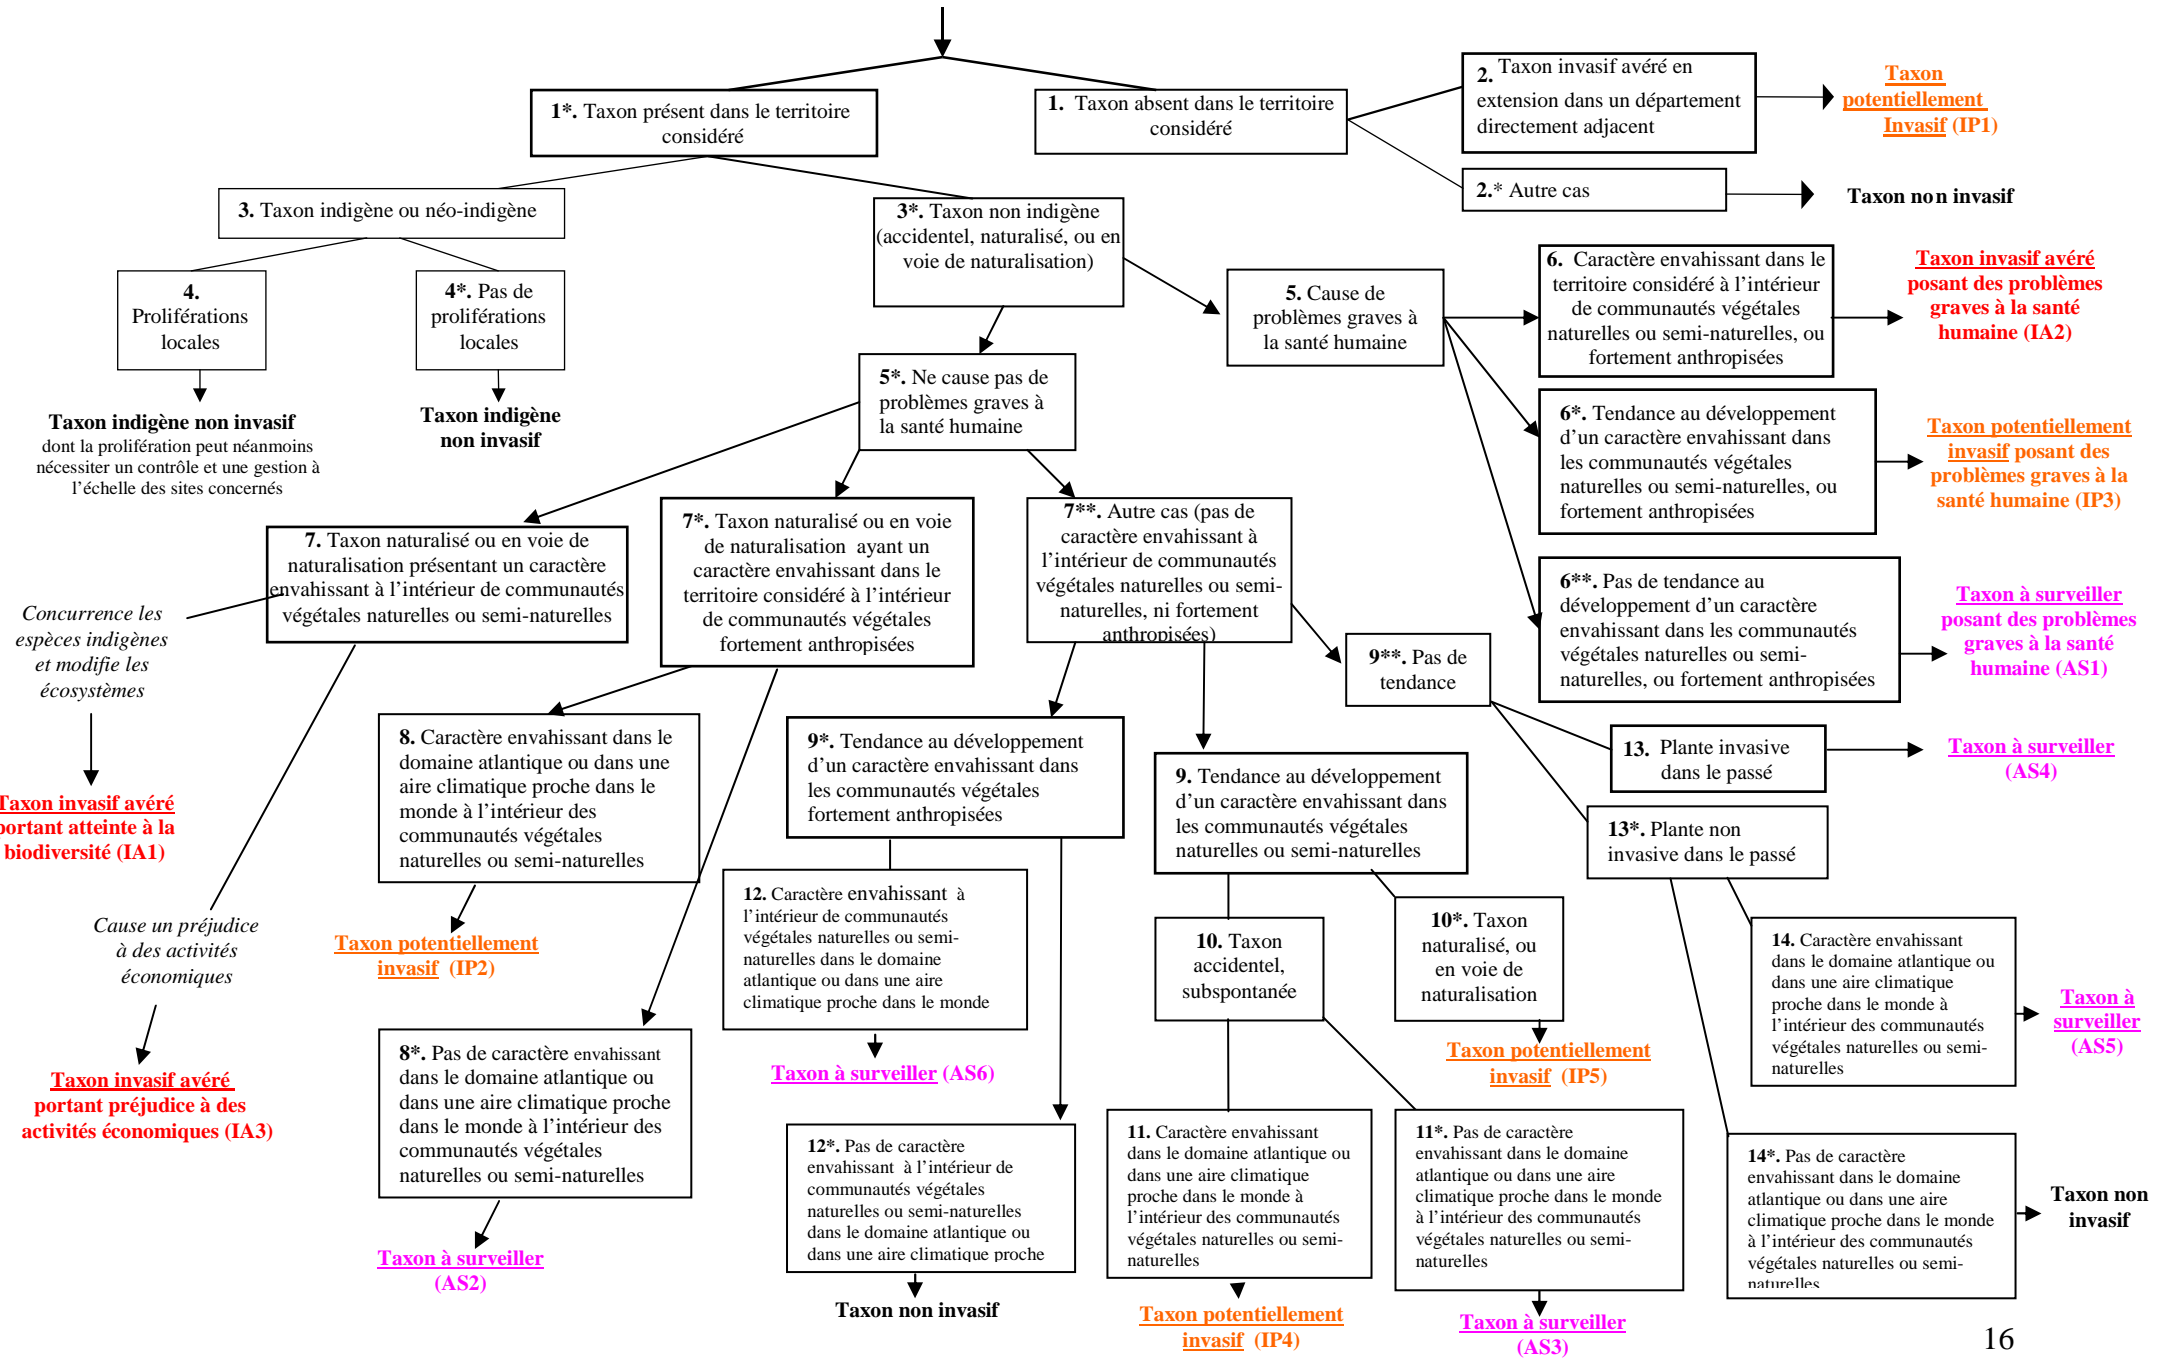 1*. Taxon présent dans le territoire
considéré
1. Taxon absent dans le territoire
considéré
2. Taxon invasif avéré en
extension dans un département
directement adjacent
Taxon
potentiellement
Invasif (IP1)
2.* Autre cas
Taxon non invasif
3. Taxon indigène ou néo-indigène
3*. Taxon non indigène
(accidentel, naturalisé, ou en
voie de naturalisation)
4.
Proliférations
locales
4*. Pas de
proliférations
locales
Taxon indigène non invasif
dont la prolifération peut néanmoins
nécessiter un contrôle et une gestion à
l’échelle des sites concernés
Taxon indigène
non invasif
5. Cause de
problèmes graves à
la santé humaine
6. Caractère envahissant dans le
territoire considéré à l’intérieur
de communautés végétales
naturelles ou semi-naturelles, ou
fortement anthropisées
Taxon invasif avéré
posant des problèmes
graves à la santé
humaine (IA2)
5*. Ne cause pas de
problèmes graves à
la santé humaine
6*. Tendance au développement
d’un caractère envahissant dans
les communautés végétales
naturelles ou semi-naturelles, ou
fortement anthropisées
Taxon potentiellement
invasif posant des
problèmes graves à la
santé humaine (IP3)
6**. Pas de tendance au
développement d’un caractère
envahissant dans les communautés
végétales naturelles ou semi-
naturelles, ou fortement anthropisées
Taxon à surveiller
posant des problèmes
graves à la santé
humaine (AS1)
7. Taxon naturalisé ou en voie de
naturalisation présentant un caractère
envahissant à l’intérieur de communautés
végétales naturelles ou semi-naturelles
7*. Taxon naturalisé ou en voie
de naturalisation ayant un
caractère envahissant dans le
territoire considéré à l’intérieur
de communautés végétales
fortement anthropisées
7**. Autre cas (pas de
caractère envahissant à
l’intérieur de communautés
végétales naturelles ou semi-
naturelles, ni fortement
anthropisées)
Concurrence les
espèces indigènes
et modifie les
écosystèmes
Taxon invasif avéré
portant atteinte à la
biodiversité (IA1)
Cause un préjudice
à des activités
économiques
Taxon invasif avéré
portant préjudice à des
activités économiques (IA3)
8. Caractère envahissant dans le
domaine atlantique ou dans une
aire climatique proche dans le
monde à l’intérieur des
communautés végétales
naturelles ou semi-naturelles
Taxon potentiellement
invasif (IP2)
8*. Pas de caractère envahissant
dans le domaine atlantique ou
dans une aire climatique proche
dans le monde à l’intérieur des
communautés végétales
naturelles ou semi-naturelles
Taxon à surveiller
(AS2)
9*. Tendance au développement
d’un caractère envahissant dans
les communautés végétales
fortement anthropisées
9. Tendance au développement
d’un caractère envahissant dans
les communautés végétales
naturelles ou semi-naturelles
9**. Pas de
tendance
13. Plante invasive
dans le passé
Taxon à surveiller
(AS4)
13*. Plante non
invasive dans le passé
12. Caractère envahissant à
l’intérieur de communautés
végétales naturelles ou semi-
naturelles dans le domaine
atlantique ou dans une aire
climatique proche dans le monde
Taxon à surveiller (AS6)
12*. Pas de caractère
envahissant à l’intérieur de
communautés végétales
naturelles ou semi-naturelles
dans le domaine atlantique ou
dans une aire climatique proche
Taxon non invasif
10. Taxon
accidentel,
subspontanée
10*. Taxon
naturalisé, ou
en voie de
naturalisation
Taxon potentiellement
invasif (IP5)
11. Caractère envahissant
dans le domaine atlantique ou
dans une aire climatique
proche dans le monde à
l’intérieur des communautés
végétales naturelles ou semi-
naturelles
Taxon potentiellement
invasif (IP4)
11*. Pas de caractère
envahissant dans le domaine
atlantique ou dans une aire
climatique proche dans le monde
à l’intérieur des communautés
végétales naturelles ou semi-
naturelles
Taxon à surveiller
(AS3)
14. Caractère envahissant
dans le domaine atlantique ou
dans une aire climatique
proche dans le monde à
l’intérieur des communautés
végétales naturelles ou semi-
naturelles
Taxon à
surveiller
(AS5)
14*. Pas de caractère
envahissant dans le domaine
atlantique ou dans une aire
climatique proche dans le monde
à l’intérieur des communautés
végétales naturelles ou semi-
naturelles
Taxon non
invasif
16